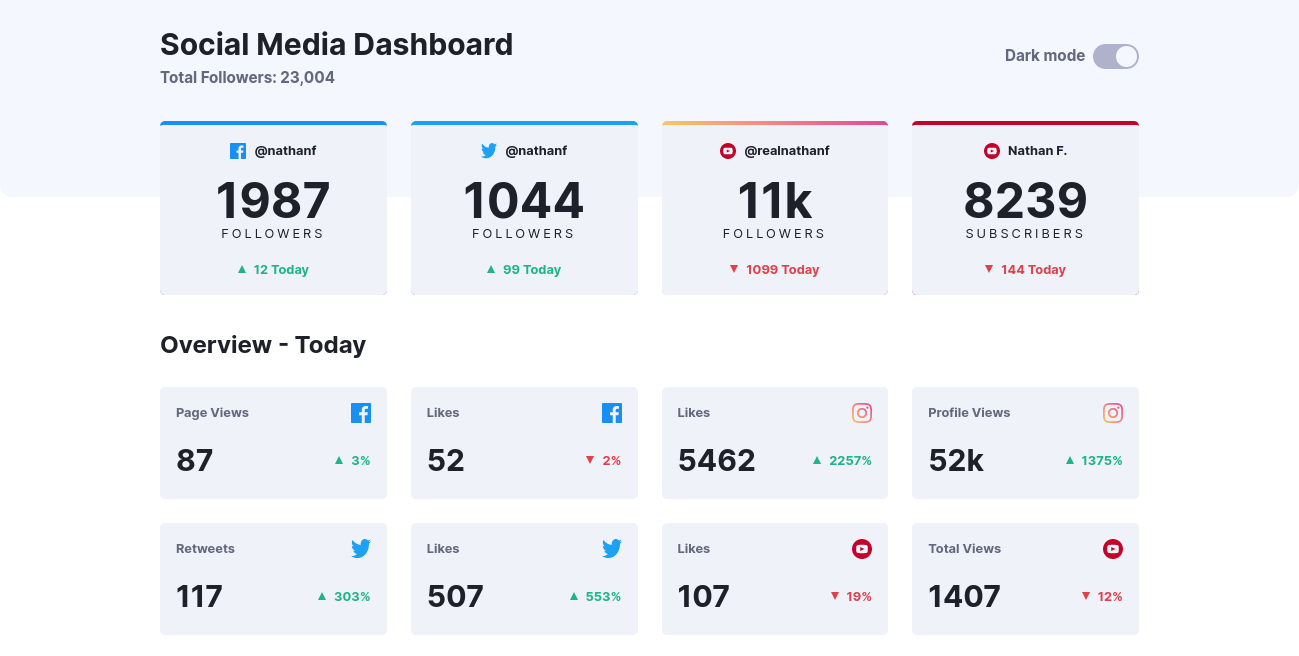 Social Media Dashboard
Total Followers: 23,004
Dark mode
@nathanf
1987
FOLLOWERS
12 Today
@nathanf
1044
FOLLOWERS
99 Today
@realnathanf
11k
FOLLOWERS
1099 Today
Nathan F.
8239
SUBSCRIBERS
144 Today
Overview - Today
Page Views
87
3%
Likes
52
2%
Likes
5462
2257%
Profile Views
52k
1375%
Retweets
117
303%
Likes
507
553%
Likes
107
19%
Total Views
1407
12%